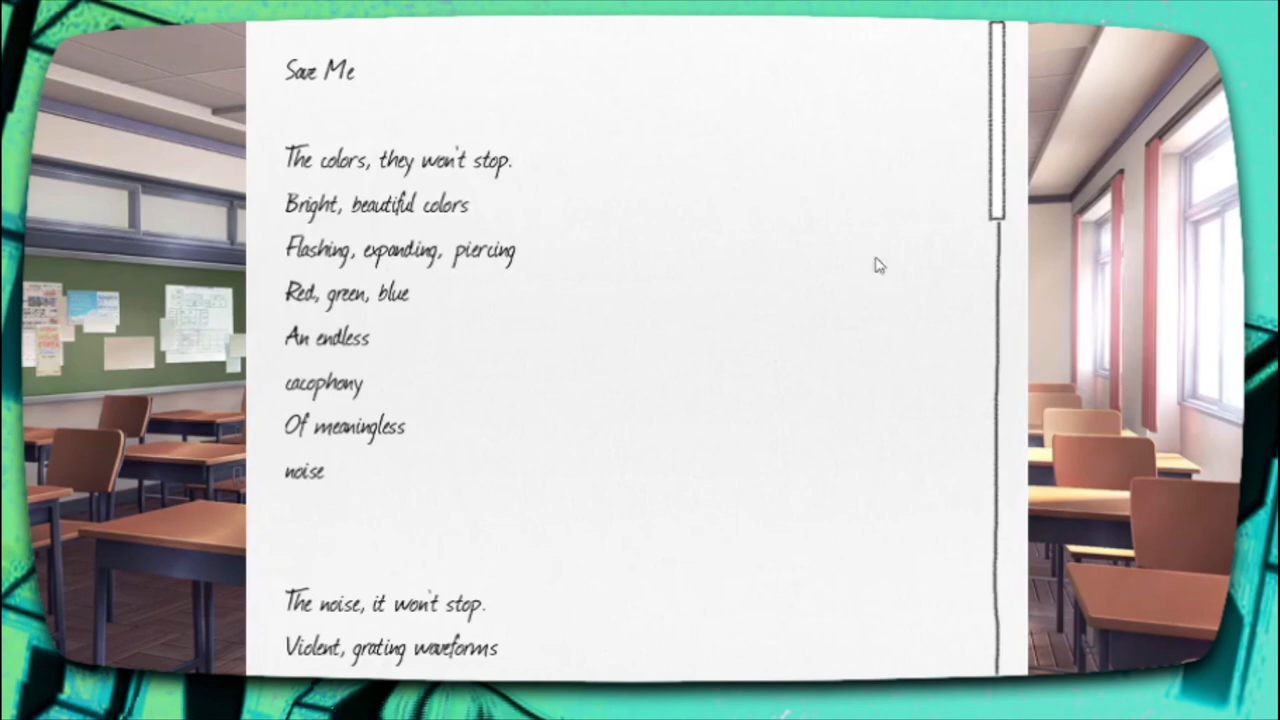 Save Me
The colors, they won't stop.
Bright, beautiful colors
Flashing, expanding, piercing
Red, green, blue
An endless
cacophony
Of meaningless
noise
The noise, it won't stop.
Violent, grating waveforms